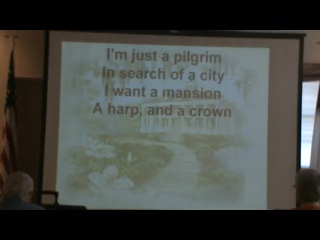 I'm just a pilgrim
In search of a city
I want a mansion
A harp, and a crown